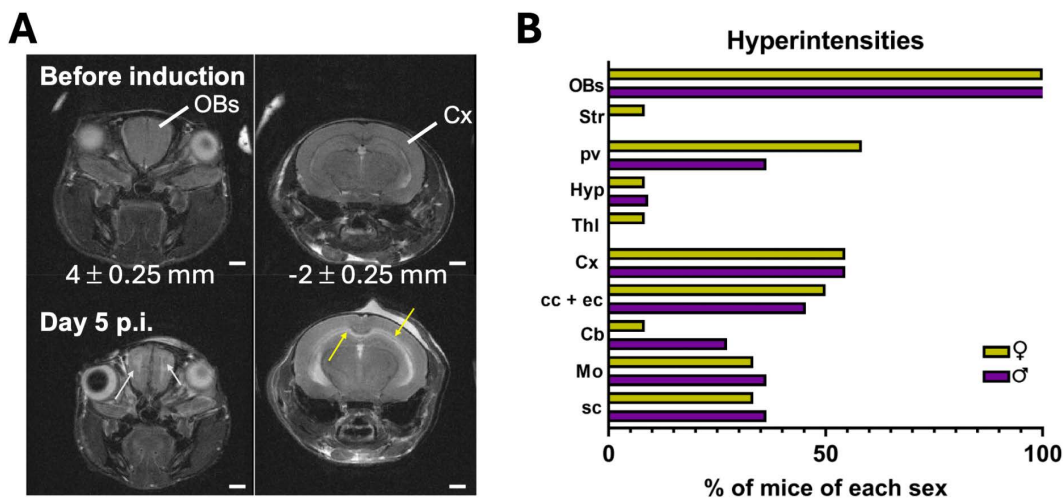 A
Before induction
OBs
Cx
4 ± 0.25 mm
-2 ± 0.25 mm
Day 5 p.i.
B
Hyperintensities
OBs
Str
pv
Hyp
Thl
Cx
cc + ec
Cb
Mo
sc
♀
♂
0
50
100
% of mice of each sex